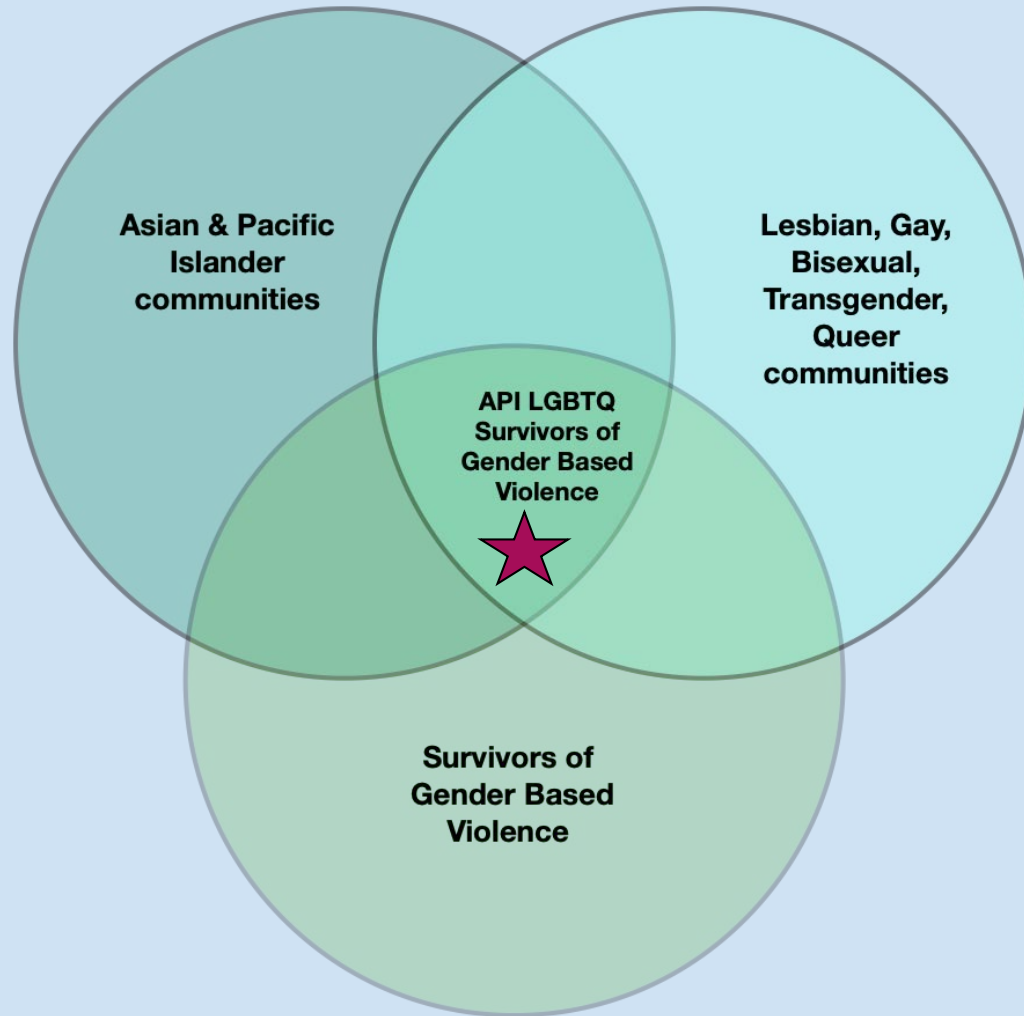 Asian & Pacific
Islander
communities
Lesbian, Gay,
Bisexual,
Transgender,
Queer
communities
API LGBTQ
Survivors of
Gender Based
Violence
Survivors of
Gender Based
Violence